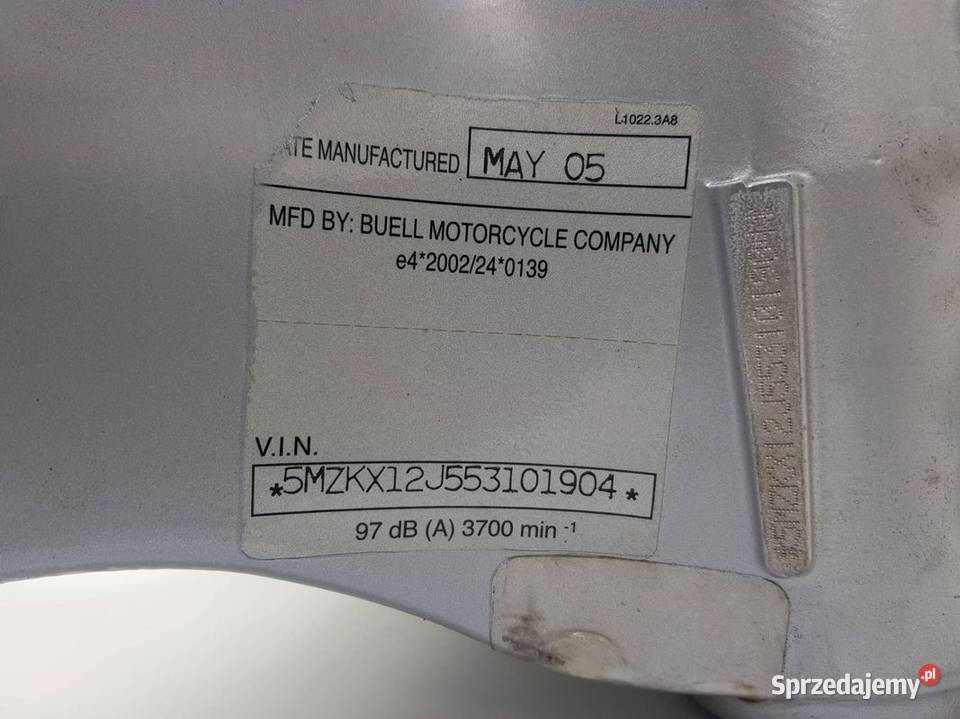 L1022.3A8
ATE MANUFACTURED MAY 05
MFD BY: BUELL MOTORCYCLE COMPANY
e4*2002/24*0139
V.I.N.
*5MZKX12J553101904*
97 dB (A) 3700 min -1
Sprzedajemy.pl